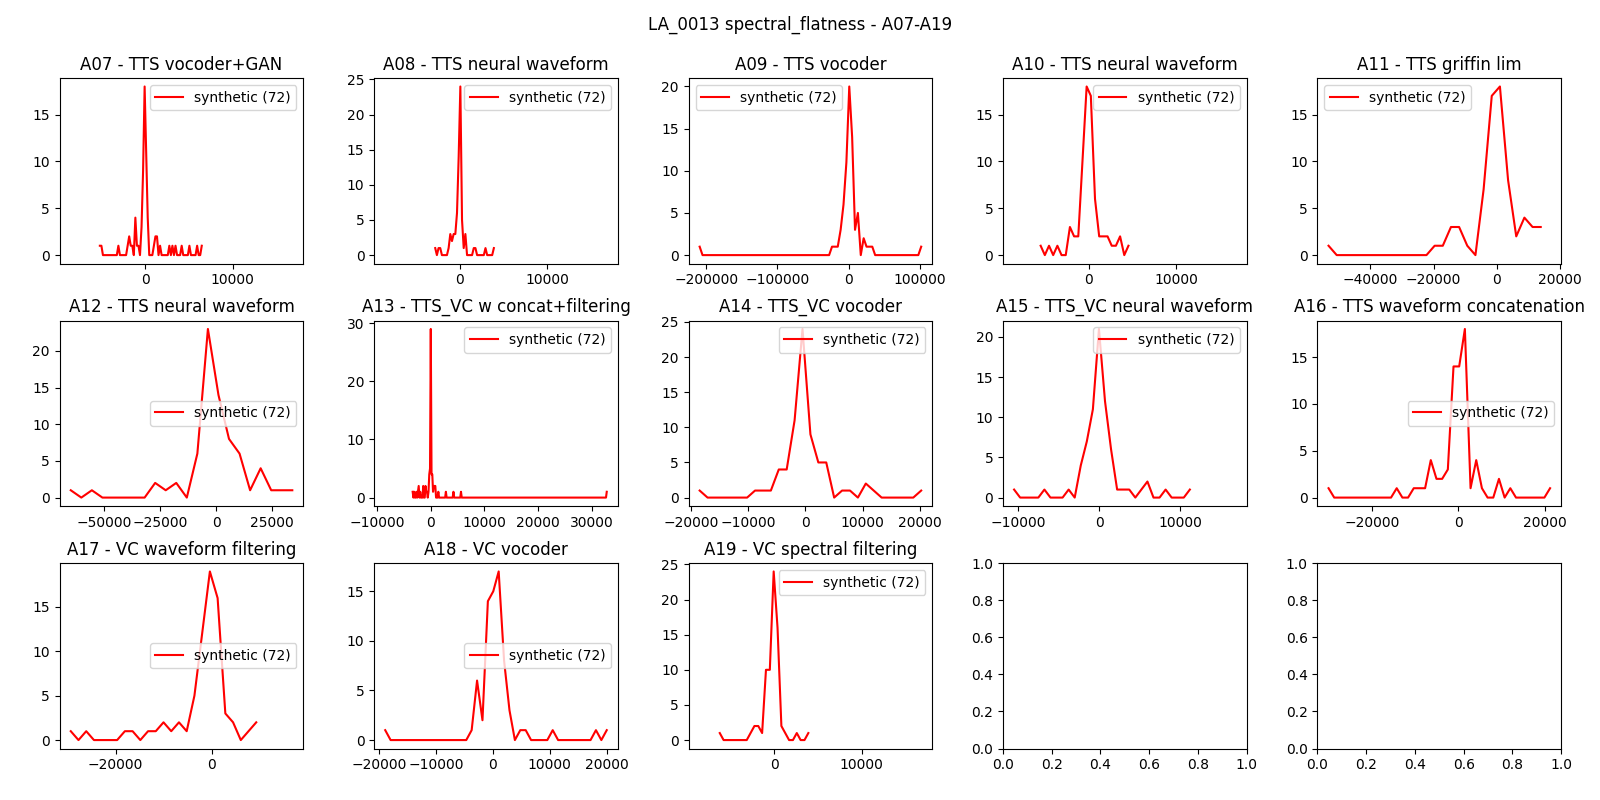 LA_0013 spectral_flatness - A07-A19
A07 - TTS vocoder+GAN
synthetic (72)
15
10
5
0
0 10000
A08 - TTS neural waveform
synthetic (72)
25
20
15
10
5
0
0 10000
A09 - TTS vocoder
synthetic (72)
20
15
10
5
0
−200000 −100000 0 100000
A10 - TTS neural waveform
synthetic (72)
15
10
5
0
0 10000
A11 - TTS griffin lim
synthetic (72)
15
10
5
0
−40000 −20000 0 20000
A12 - TTS neural waveform
synthetic (72)
20
15
10
5
0
−50000 −25000 0 25000
A13 - TTS_VC w concat+filtering
synthetic (72)
30
20
10
0
−10000 0 10000 20000 30000
A14 - TTS_VC vocoder
synthetic (72)
25
20
15
10
5
0
−20000 −10000 0 10000 20000
A15 - TTS_VC neural waveform
synthetic (72)
20
15
10
5
0
−10000 0 10000
A16 - TTS waveform concatenation
synthetic (72)
15
10
5
0
−20000 0 20000
A17 - VC waveform filtering
synthetic (72)
15
10
5
0
−20000 0
A18 - VC vocoder
synthetic (72)
15
10
5
0
−20000 −10000 0 10000 20000
A19 - VC spectral filtering
synthetic (72)
25
20
15
10
5
0
0 10000
1.0
0.8
0.6
0.4
0.2
0.0
0.0 0.2 0.4 0.6 0.8 1.0
1.0
0.8
0.6
0.4
0.2
0.0
0.0 0.2 0.4 0.6 0.8 1.0